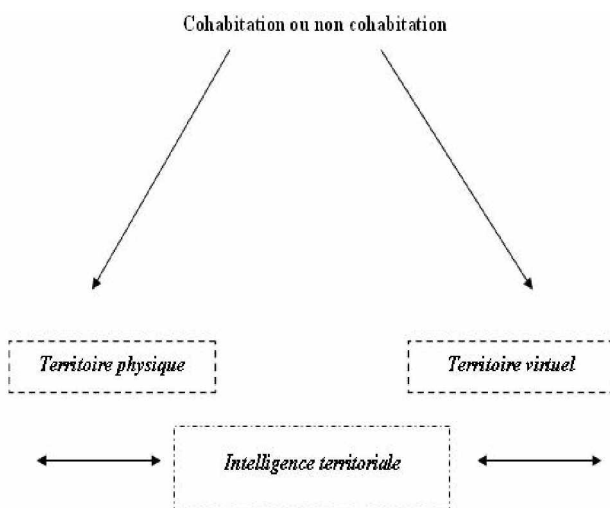 Cohabitation ou non cohabitation
Territoire physique
Territoire virtuel
Intelligence territoriale